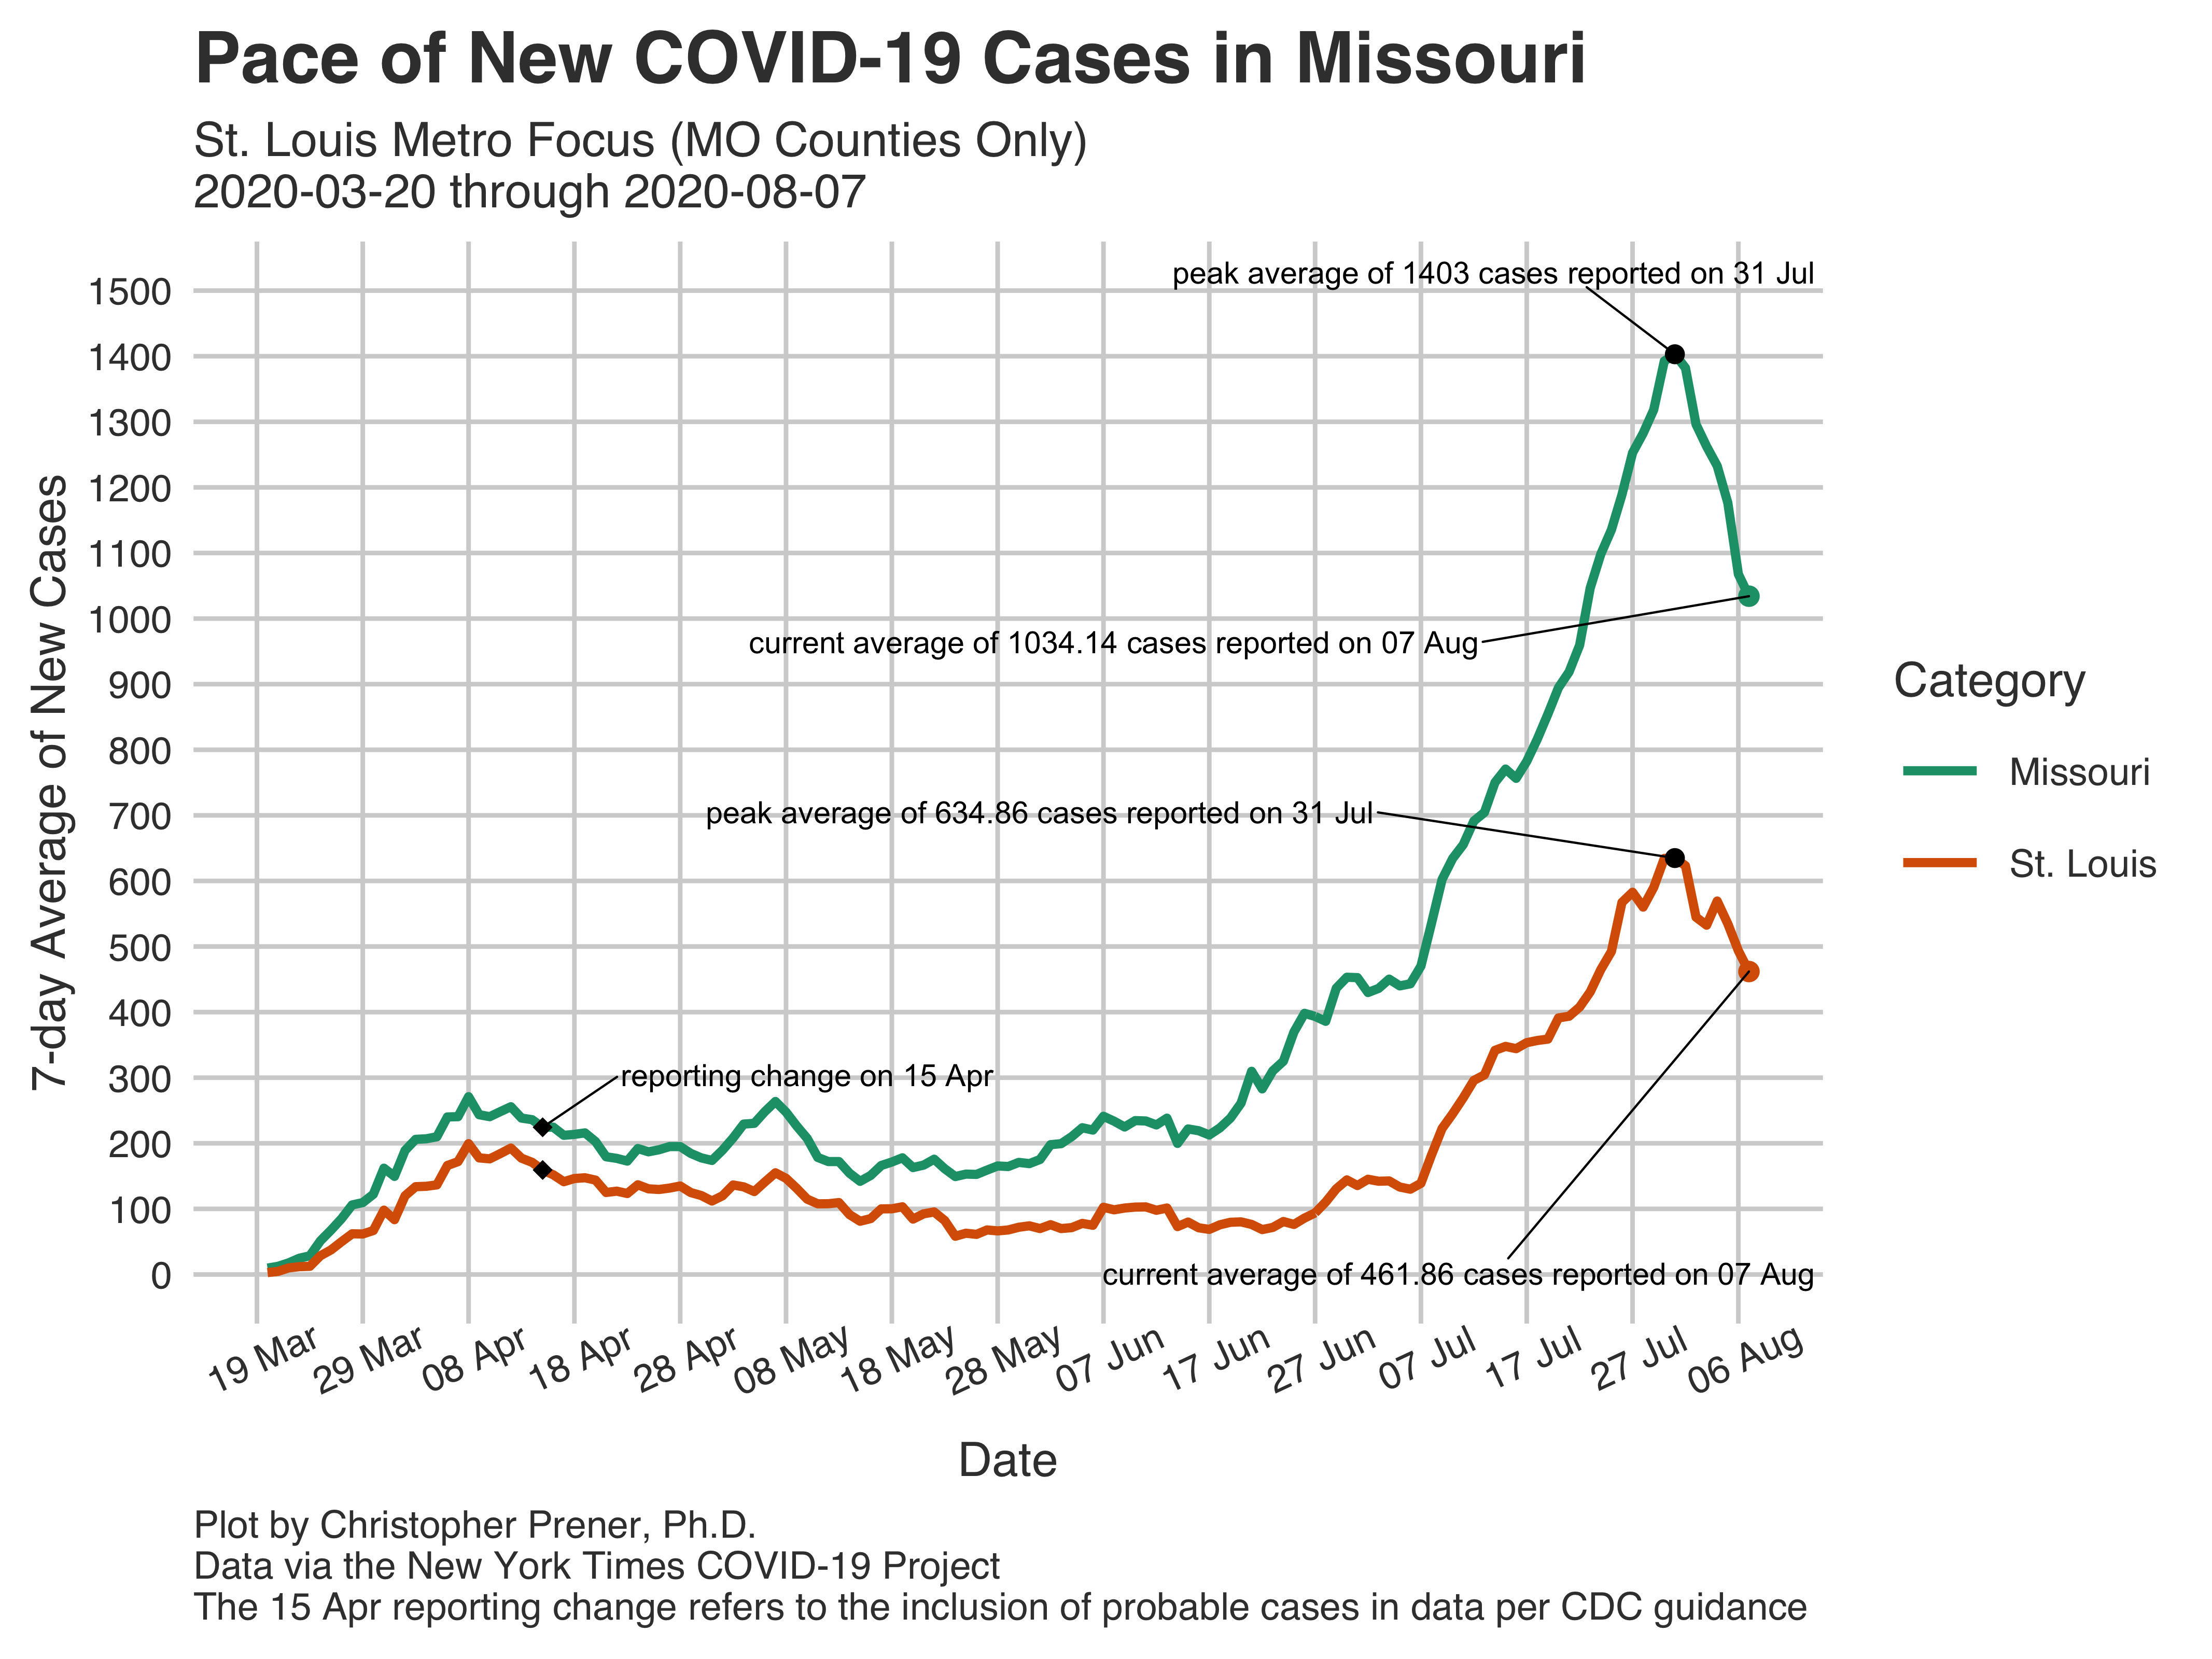 Pace of New COVID-19 Cases in Missouri
St. Louis Metro Focus (MO Counties Only)
2020-03-20 through 2020-08-07
7-day Average of New Cases
1500
1400
1300
1200
1100
1000
900
800
700
600
500
400
300
200
100
0
peak average of 1403 cases reported on 31 Jul
current average of 1034.14 cases reported on 07 Aug
peak average of 634.86 cases reported on 31 Jul
reporting change on 15 Apr
current average of 461.86 cases reported on 07 Aug
Category
Missouri
St. Louis
19 Mar
29 Mar
08 Apr
18 Apr
28 Apr
08 May
18 May
28 May
07 Jun
17 Jun
27 Jun
07 Jul
17 Jul
27 Jul
06 Aug
Date
Plot by Christopher Prener, Ph.D.
Data via the New York Times COVID-19 Project
The 15 Apr reporting change refers to the inclusion of probable cases in data per CDC guidance